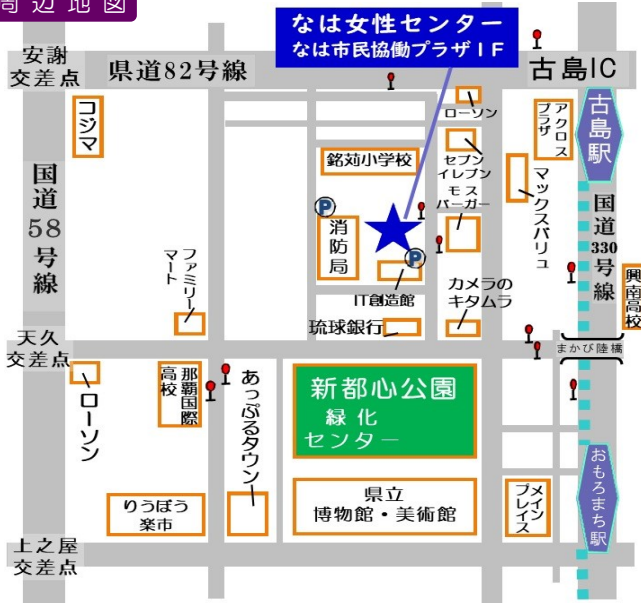 周辺地図
なは女性センター
なは市民協働プラザ1F
安謝
交差点
県道82号線
古島IC
コジマ
ローソン
アクロス
プラザ
古島駅
銘苅小学校
セブン
イレブン
モス
バーガー
マックスバリュ
国道
58
号線
国道
330
号線
P
消防局
P
ファミリー
マート
IT創造館
カメラの
キタムラ
興南高校
琉球銀行
天久
交差点
まかび陸橋
ローソン
那覇国際
高校
あっぷるタウン
新都心公園
緑化
センター
おもろまち駅
りうぼう
楽市
県立
博物館・美術館
メイン
プレイス
上之屋
交差点